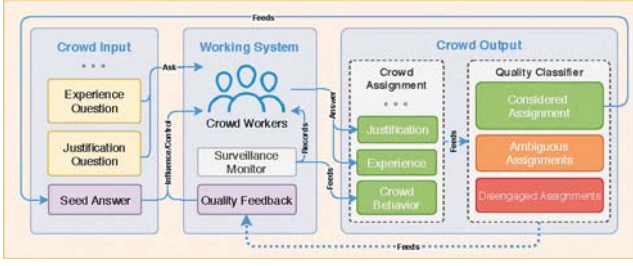 Feeds
Crowd Input
Working System
Crowd Output
Experience
Question
Justification
Question
Seed Answer
Ask
Influence/Control
Crowd Workers
Records
Surveillance
Monitor
Quality Feedback
Answer
Feeds
Crowd
Assignment
Justification
Experience
Crowd
Behavior
Feeds
Quality Classifier
Considered
Assignment
Ambiguous
Assignments
Disengaged Assignments
Feeds